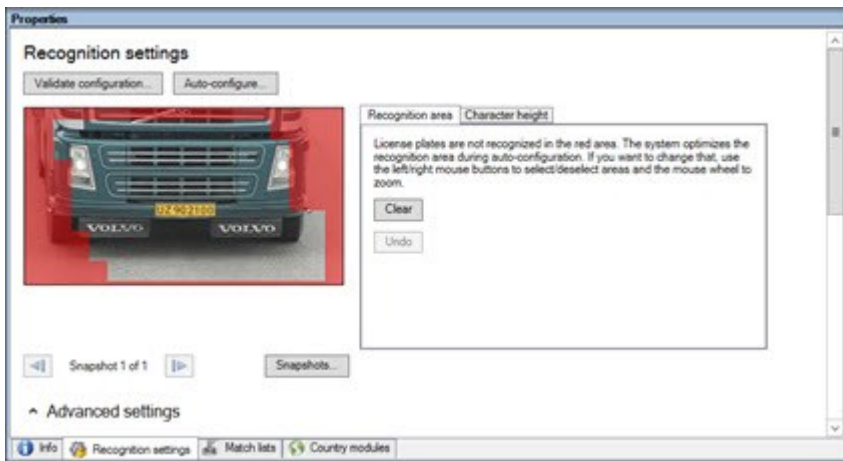 Properties
Recognition settings
Validate configuration...
Auto-configure...
Recognition area
Character height
License plates are not recognized in the red area. The system optimizes the
recognition area during auto-configuration. If you want to change that, use
the left/right mouse buttons to select/deselect areas and the mouse wheel to
zoom.
Clear
Undo
UZ 90 2100
VOLVO
VOLVO
Snapshot 1 of 1
Snapshots...
Advanced settings
Info
Recognition settings
Match lists
Country modules